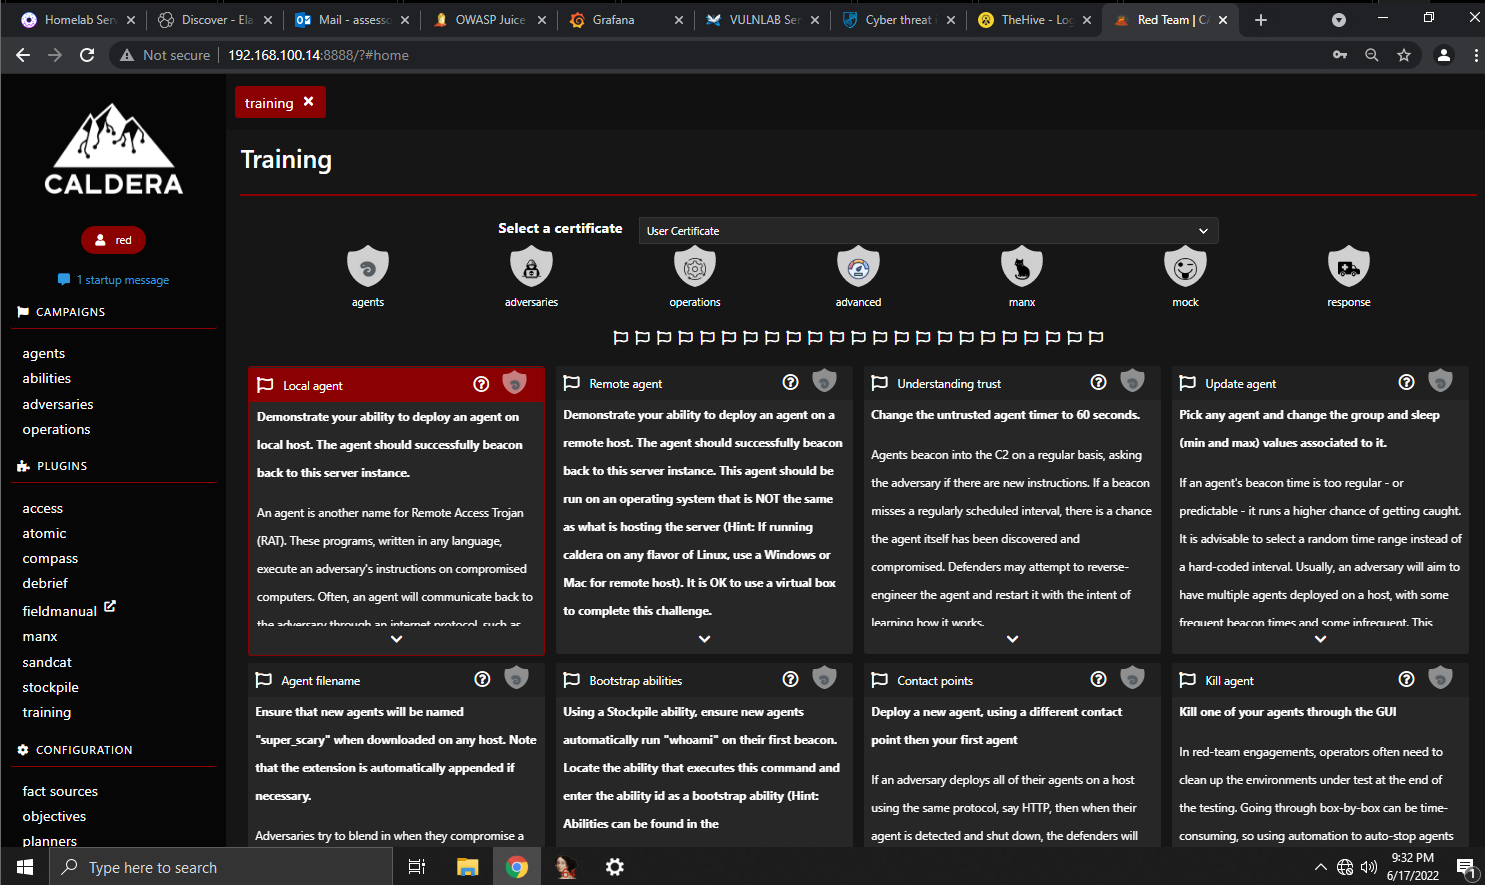 Homelab Serv
Discover - Ela
Mail - assesso
OWASP Juice
Grafana
VULNLAB Ser
Cyber threat i
TheHive - Log
Red Team | CA
Not secure
192.168.100.14:8888/?#home
CALDERA
red
1 startup message
CAMPAIGNS
agents
abilities
adversaries
operations
PLUGINS
access
atomic
compass
debrief
fieldmanual
manx
sandcat
stockpile
training
CONFIGURATION
fact sources
objectives
planners
training
Training
Select a certificate
User Certificate
agents
adversaries
operations
advanced
manx
mock
response
Local agent
Demonstrate your ability to deploy an agent on
local host. The agent should successfully beacon
back to this server instance.
An agent is another name for Remote Access Trojan
(RAT). These programs, written in any language,
execute an adversary's instructions on compromised
computers. Often, an agent will communicate back to
the adversary through an internet protocol, such as
Remote agent
Demonstrate your ability to deploy an agent on a
remote host. The agent should successfully beacon
back to this server instance. This agent should be
run on an operating system that is NOT the same
as what is hosting the server (Hint: If running
caldera on any flavor of Linux, use a Windows or
Mac for remote host). It is OK to use a virtual box
to complete this challenge.
Understanding trust
Change the untrusted agent timer to 60 seconds.
Agents beacon into the C2 on a regular basis, asking
the adversary if there are new instructions. If a beacon
misses a regularly scheduled interval, there is a chance
the agent itself has been discovered and
compromised. Defenders may attempt to reverse-
engineer the agent and restart it with the intent of
learning how it works.
Update agent
Pick any agent and change the group and sleep
(min and max) values associated to it.
If an agent's beacon time is too regular - or
predictable - it runs a higher chance of getting caught.
It is advisable to select a random time range instead of
a hard-coded interval. Usually, an adversary will aim to
have multiple agents deployed on a host, with some
frequent beacon times and some infrequent. This
Agent filename
Ensure that new agents will be named
"super_scary" when downloaded on any host. Note
that the extension is automatically appended if
necessary.
Adversaries try to blend in when they compromise a
Bootstrap abilities
Using a Stockpile ability, ensure new agents
automatically run "whoami" on their first beacon.
Locate the ability that executes this command and
enter the ability id as a bootstrap ability (Hint:
Abilities can be found in the
Contact points
Deploy a new agent, using a different contact
point then your first agent
If an adversary deploys all of their agents on a host
using the same protocol, say HTTP, then when their
agent is detected and shut down, the defenders will
Kill agent
Kill one of your agents through the GUI
In red-team engagements, operators often need to
clean up the environments under test at the end of
the testing. Going through box-by-box can be time-
consuming, so using automation to auto-stop agents
Type here to search
9:32 PM
6/17/2022
1